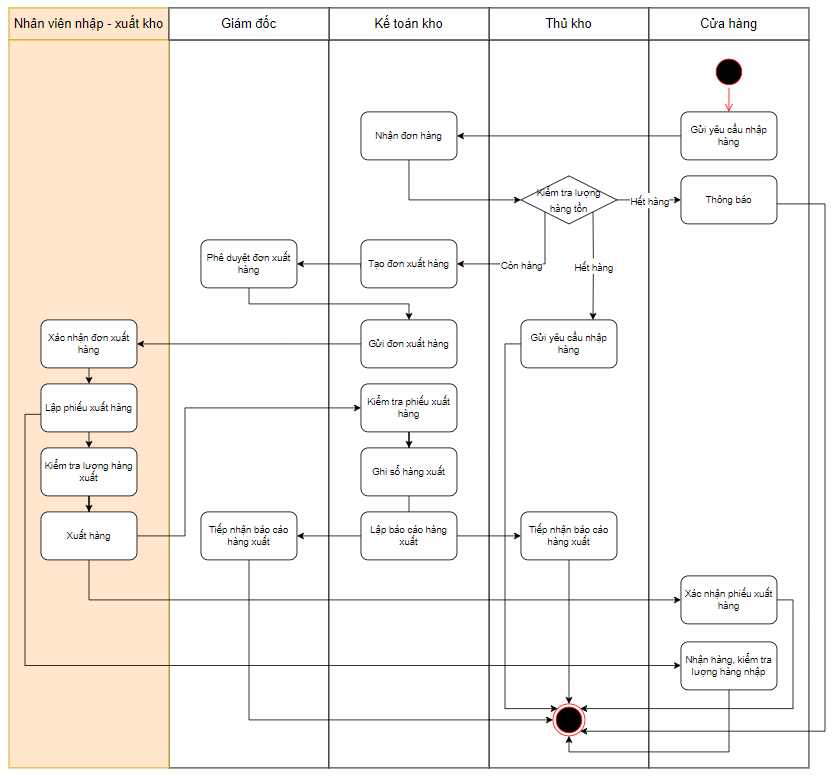 Nhân viên nhập - xuất kho
Giám đốc
Kế toán kho
Thủ kho
Cửa hàng
Gửi yêu cầu nhập
hàng
Nhận đơn hàng
Kiểm tra lượng
hàng tồn
Hết hàng
Thông báo
Phê duyệt đơn xuất
hàng
Tạo đơn xuất hàng
Còn hàng
Hết hàng
Xác nhận đơn xuất
hàng
Gửi đơn xuất hàng
Gửi yêu cầu nhập
hàng
Lập phiếu xuất hàng
Kiểm tra phiếu xuất
hàng
Kiểm tra lượng hàng
xuất
Ghi sổ hàng xuất
Xuất hàng
Tiếp nhận báo cáo
hàng xuất
Lập báo cáo hàng
xuất
Tiếp nhận báo cáo
hàng xuất
Xác nhận phiếu xuất
hàng
Nhận hàng, kiểm tra
lượng hàng nhập